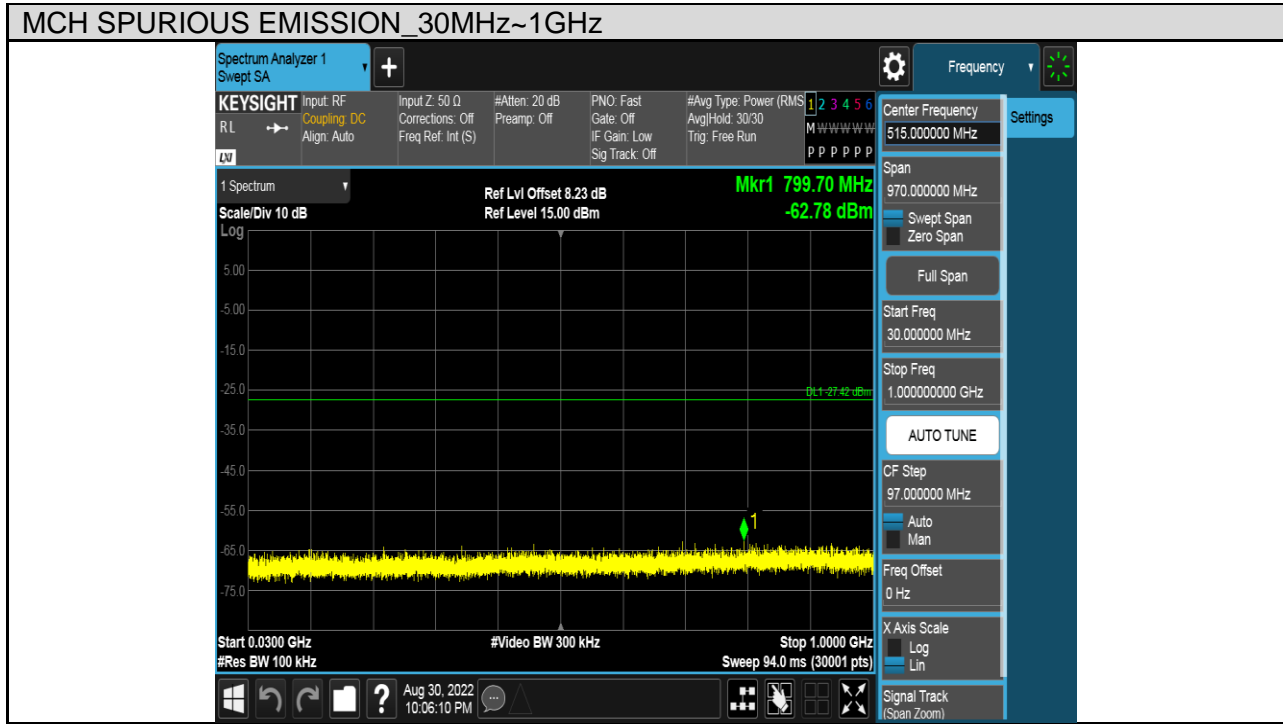 MCH SPURIOUS EMISSION_30MHz~1GHz
Spectrum Analyzer 1
Swept SA
+
Frequency
KEYSIGHT
RL
LXI
Input: RF
Coupling: DC
Align: Auto
Input Z: 50 Ω
Corrections: Off
Freq Ref: Int (S)
#Atten: 20 dB
Preamp: Off
PNO: Fast
Gate: Off
IF Gain: Low
Sig Track: Off
#Avg Type: Power (RMS
Avg|Hold: 30/30
Trig: Free Run
1 2 3 4 5 6
M W W W W W
P P P P P P
1 Spectrum
Scale/Div 10 dB
Log
Ref Lvl Offset 8.23 dB
Ref Level 15.00 dBm
Mkr1 799.70 MHz
-62.78 dBm
5.00
-5.00
-15.0
-25.0
DL1 -27.42 dBm
-35.0
-45.0
-55.0
1
-65.0
-75.0
Start 0.0300 GHz
#Video BW 300 kHz
Stop 1.0000 GHz
#Res BW 100 kHz
Sweep 94.0 ms (30001 pts)
?
Aug 30, 2022
10:06:10 PM
Center Frequency
515.000000 MHz
Settings
Span
970.000000 MHz
Swept Span
Zero Span
Full Span
Start Freq
30.000000 MHz
Stop Freq
1.000000000 GHz
AUTO TUNE
CF Step
97.000000 MHz
Auto
Man
Freq Offset
0 Hz
X Axis Scale
Log
Lin
Signal Track
(Span Zoom)